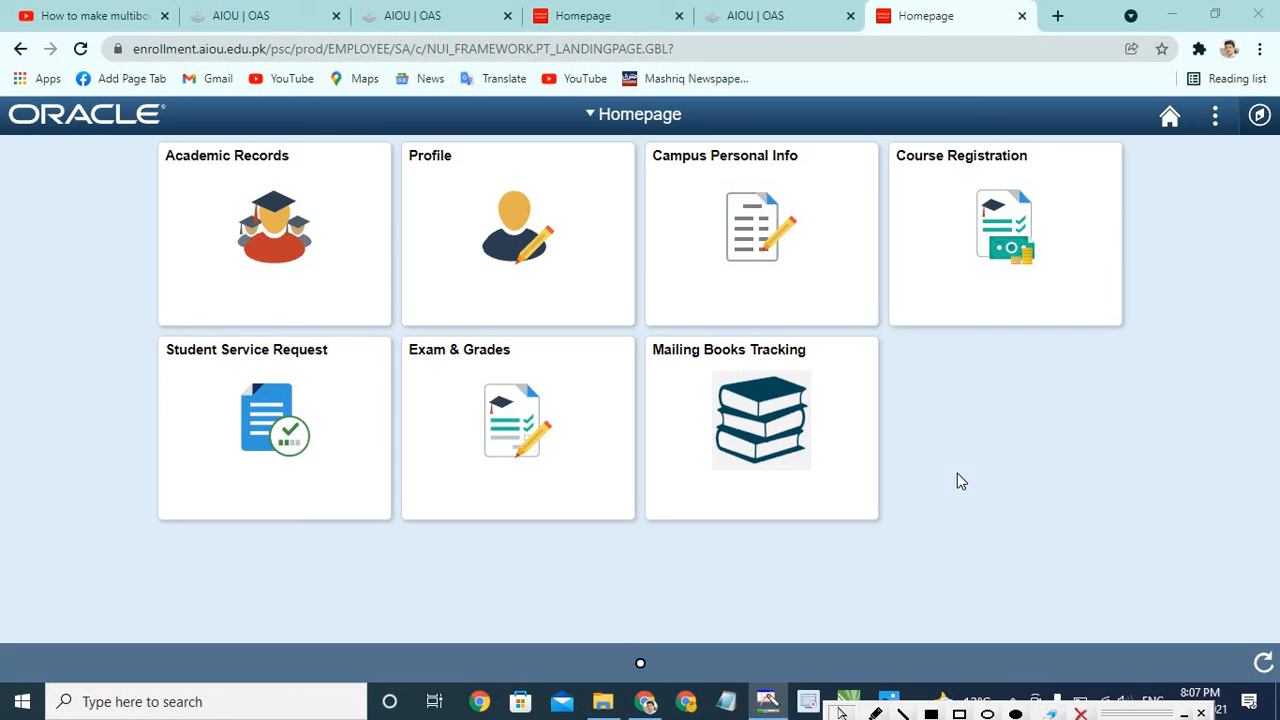 How to make multibo
AIOU | OAS
AIOU | OAS
Homepage
AIOU | OAS
Homepage
enrollment.aiou.edu.pk/psc/prod/EMPLOYEE/SA/c/NUI_FRAMEWORK.PT_LANDINGPAGE.GBL?
Apps
Add Page Tab
Gmail
YouTube
Maps
News
Translate
YouTube
Mashriq Newspape...
Reading list
ORACLE®
Homepage
Academic Records
Profile
Campus Personal Info
Course Registration
Student Service Request
Exam & Grades
Mailing Books Tracking
Type here to search
ENG
8:07 PM